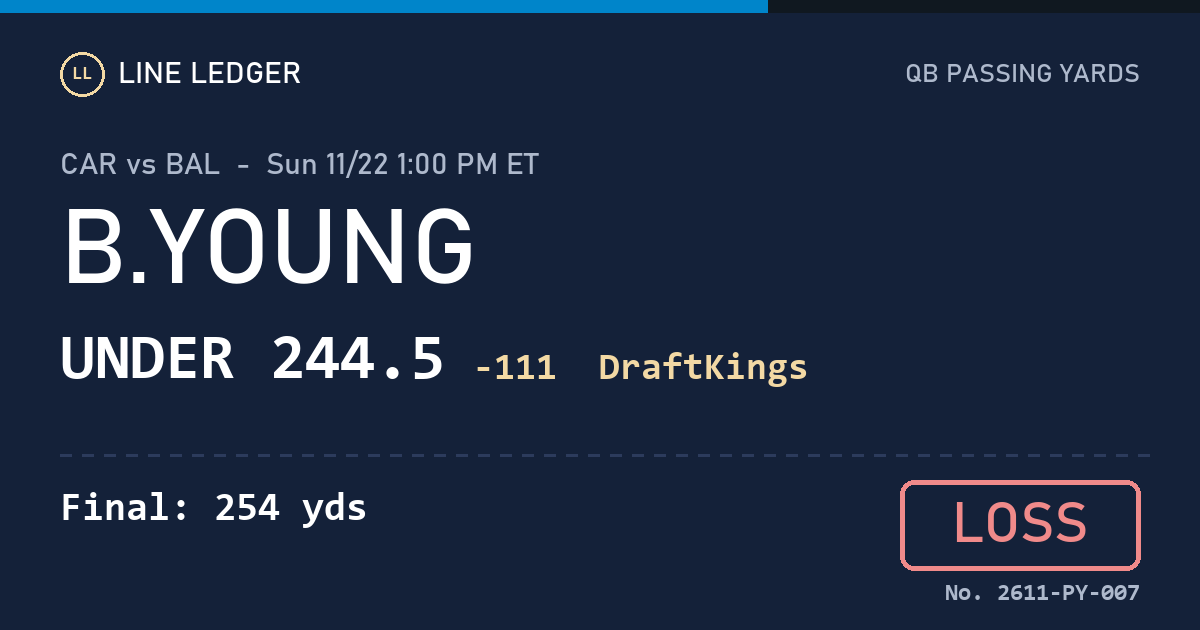 LL LINE LEDGER
QB PASSING YARDS
CAR vs BAL - Sun 11/22 1:00 PM ET
B.YOUNG
UNDER 244.5 -111 DraftKings
Final: 254 yds
LOSS
No. 2611-PY-007